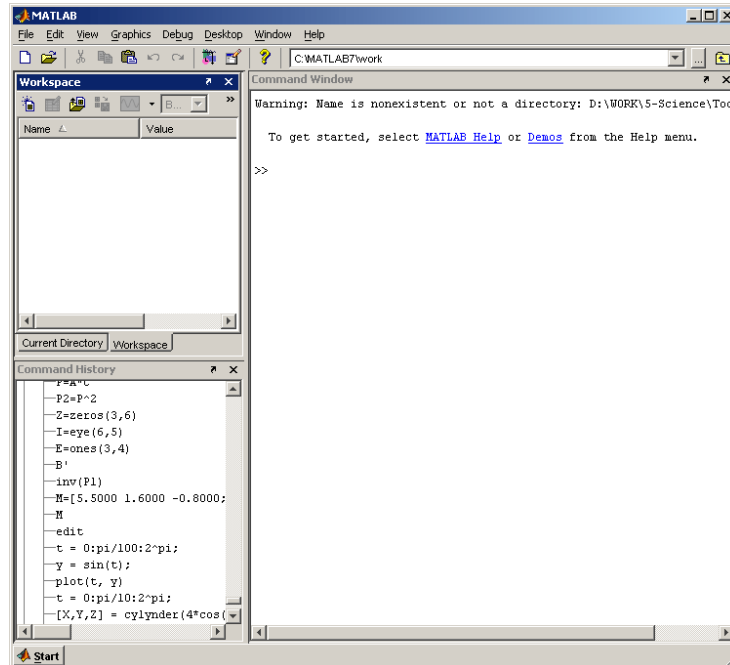 MATLAB
File Edit View Graphics Debug Desktop Window Help
C:\MATLAB7\work
...
Workspace
B...
»
Name
Value
Current Directory
Workspace
Command History
P2=P^2
Z=zeros(3,6)
I=eye(6,5)
E=ones(3,4)
B'
inv(P1)
M=[5.5000 1.6000 -0.8000;
M
edit
t = 0:pi/100:2^pi;
y = sin(t);
plot(t, y)
t = 0:pi/10:2^pi;
[X,Y,Z] = cylynder(4*cos(
Command Window
Warning: Name is nonexistent or not a directory: D:\WORK\5-Science\Too
To get started, select MATLAB Help or Demos from the Help menu.
>>
Start